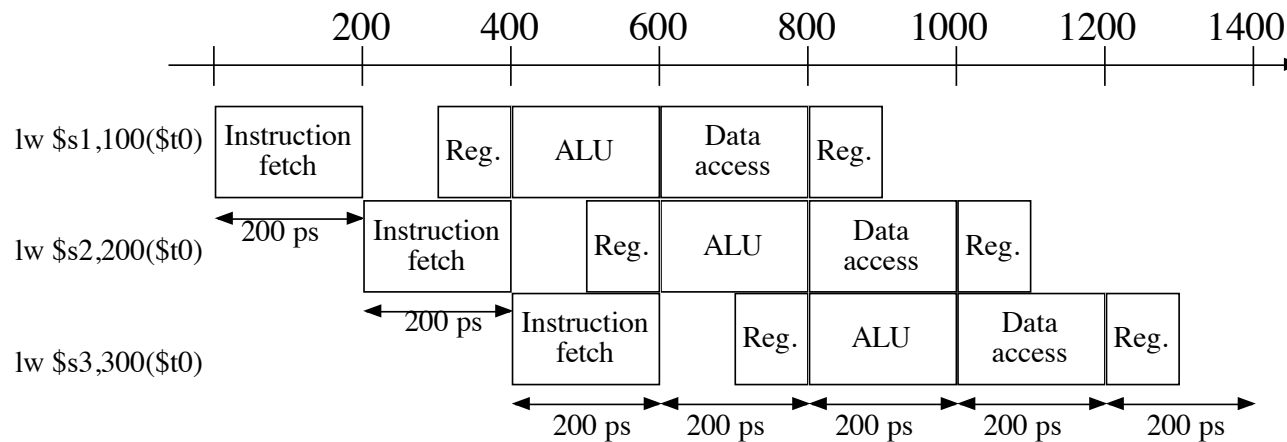 200 400 600 800 1000 1200 1400
lw $s1,100($t0) Instruction fetch Reg. ALU Data access Reg.
200 ps
lw $s2,200($t0) Instruction fetch Reg. ALU Data access Reg.
200 ps
lw $s3,300($t0) Instruction fetch Reg. ALU Data access Reg.
200 ps 200 ps 200 ps 200 ps 200 ps